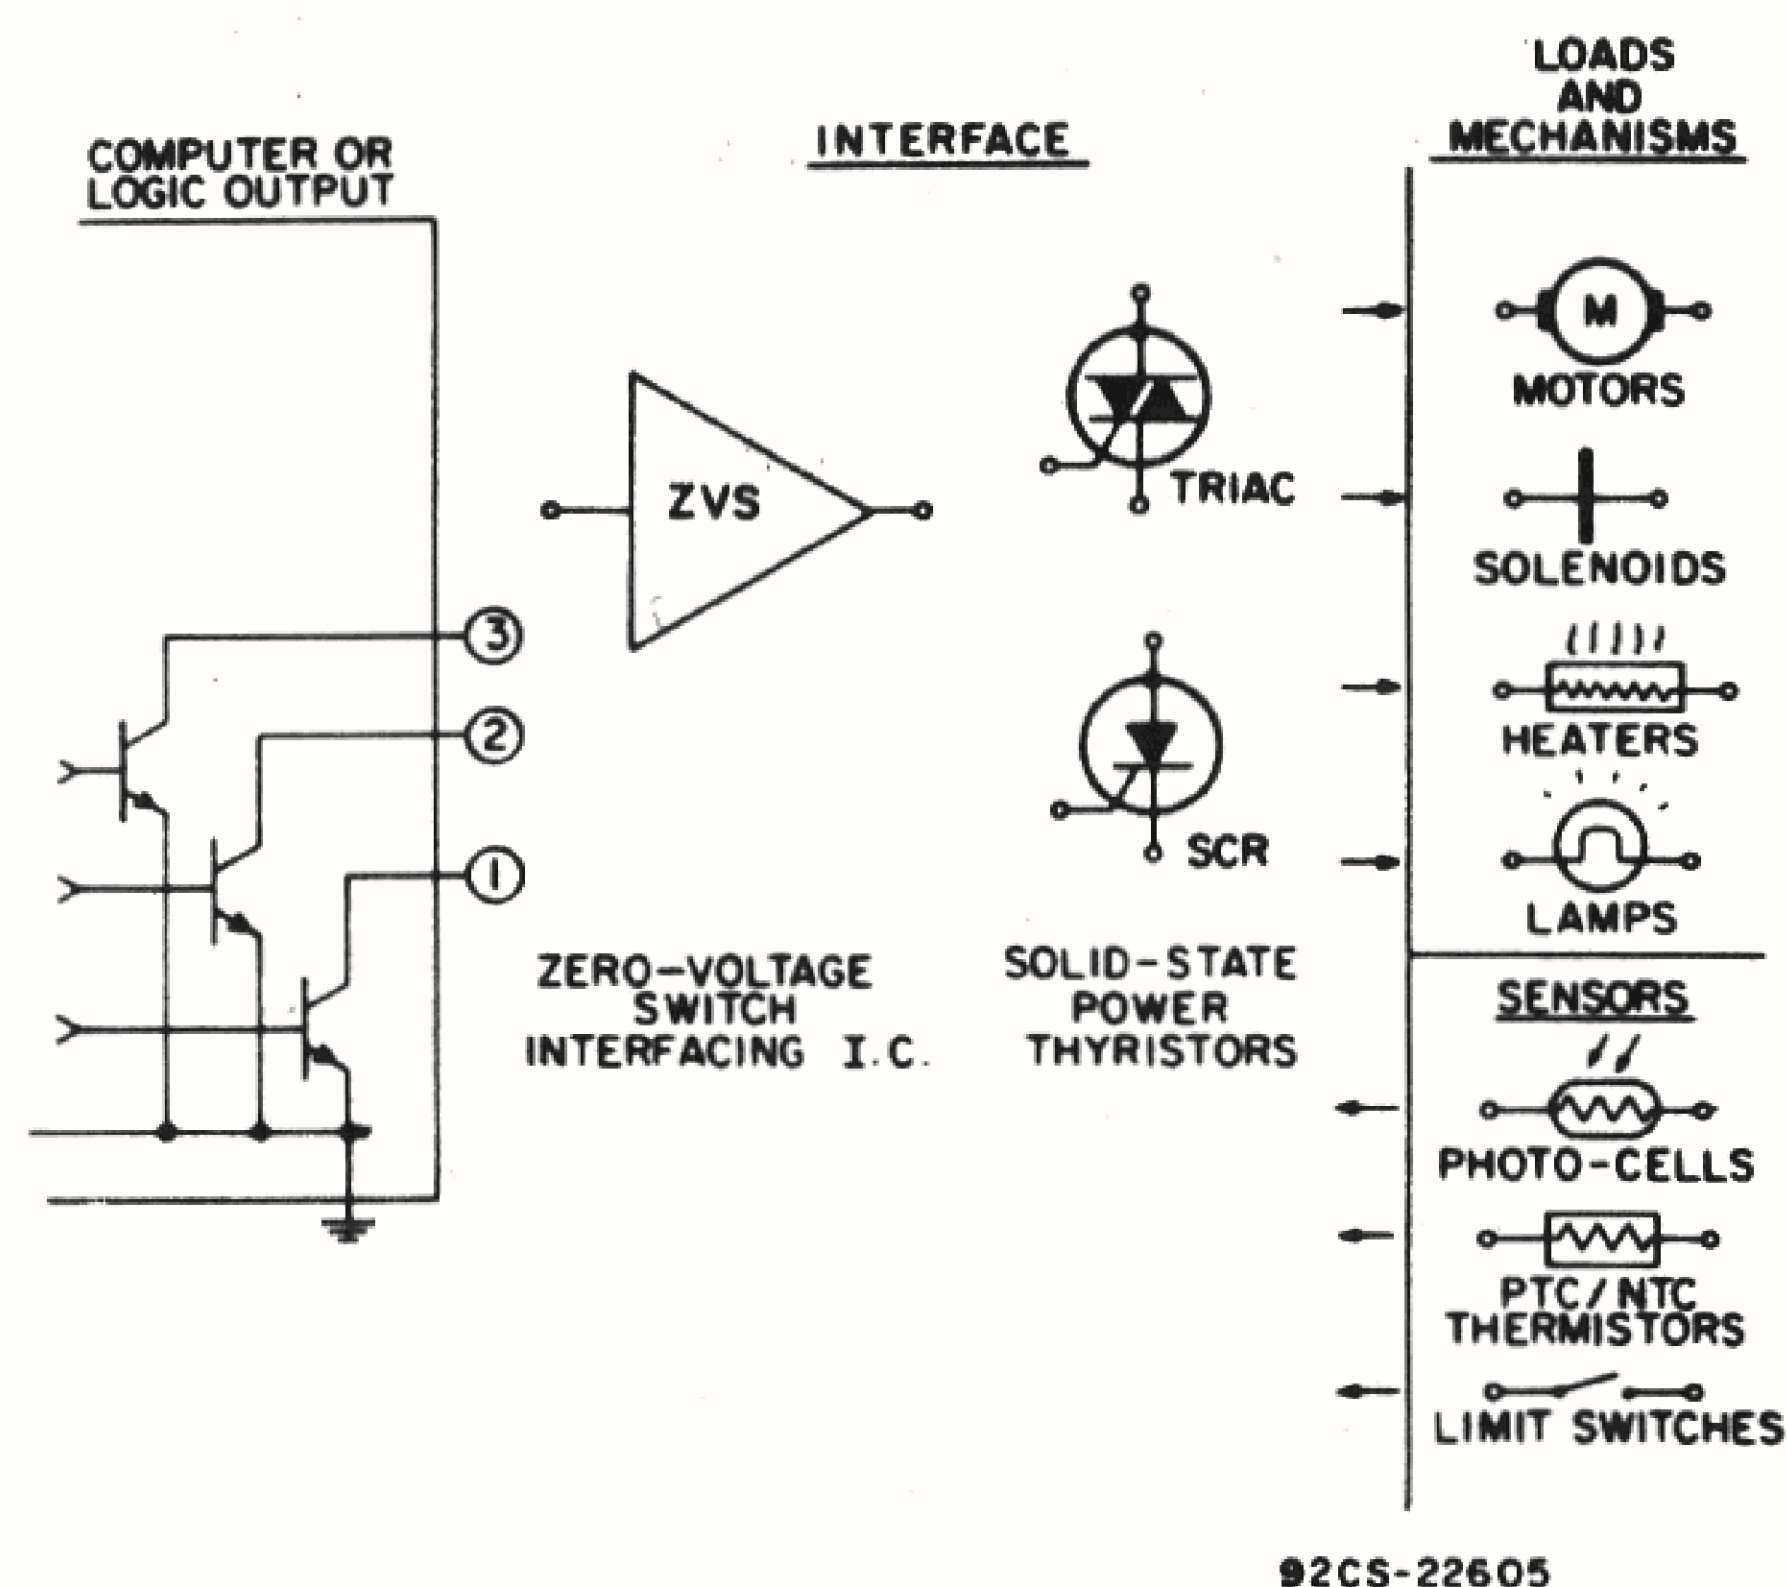 COMPUTER OR
LOGIC OUTPUT
INTERFACE
LOADS
AND
MECHANISMS
M
MOTORS
ZVS
TRIAC
SOLENOIDS
3
2
1
HEATERS
SCR
LAMPS
ZERO-VOLTAGE
SWITCH
INTERFACING I.C.
SOLID-STATE
POWER
THYRISTORS
SENSORS
PHOTO-CELLS
PTC/NTC
THERMISTORS
LIMIT SWITCHES
92CS-22605